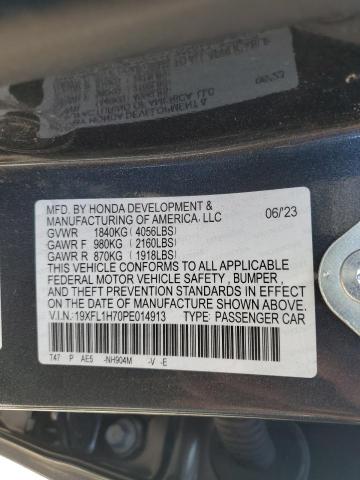 MFD. BY HONDA DEVELOPMENT &
MANUFACTURING OF AMERICA, LLC 06/'23
GVWR 1840KG (4056LBS)
GAWR F 980KG (2160LBS)
GAWR R 870KG (1918LBS)
THIS VEHICLE CONFORMS TO ALL APPLICABLE
FEDERAL MOTOR VEHICLE SAFETY , BUMPER ,
AND THEFT PREVENTION STANDARDS IN EFFECT
ON THE DATE OF MANUFACTURE SHOWN ABOVE.
V.I.N.: 19XFL1H70PE014913 TYPE: PASSENGER CAR
T47 P AE5 -NH904M -V -E